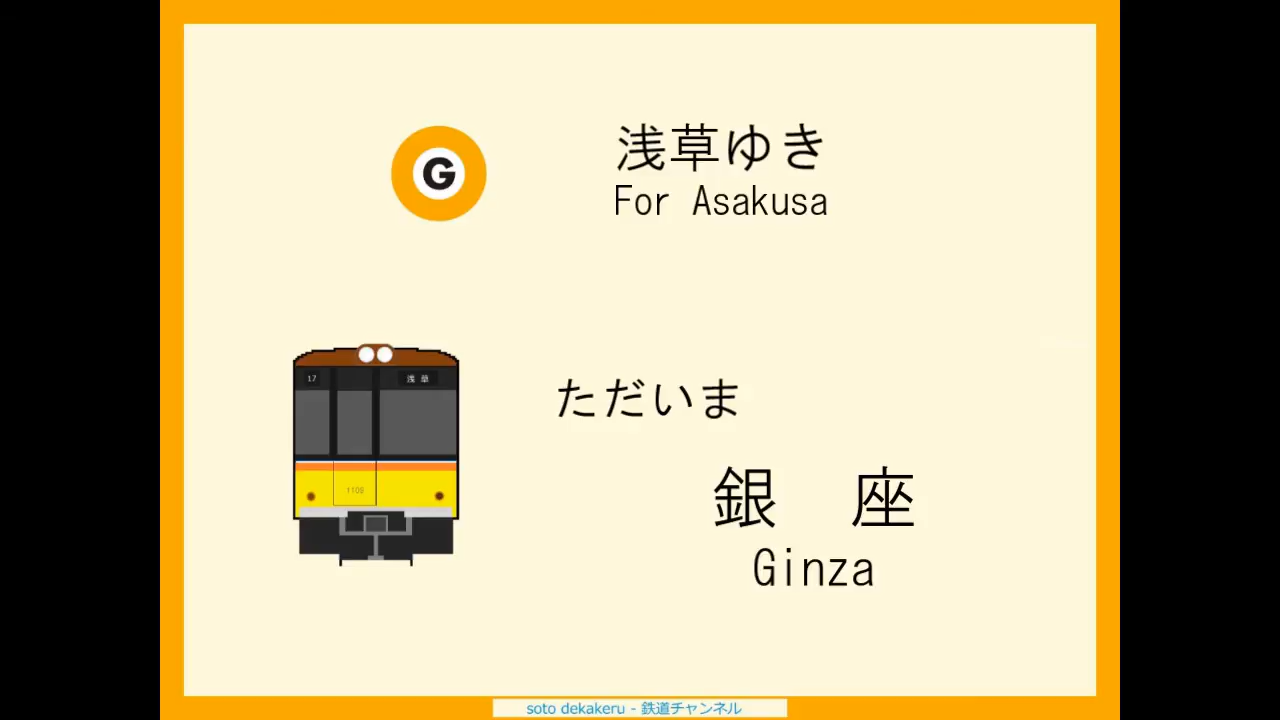 G
浅草ゆき
For Asakusa
17
浅 草
1109
ただいま
銀　座
Ginza
soto dekakeru - 鉄道チャンネル